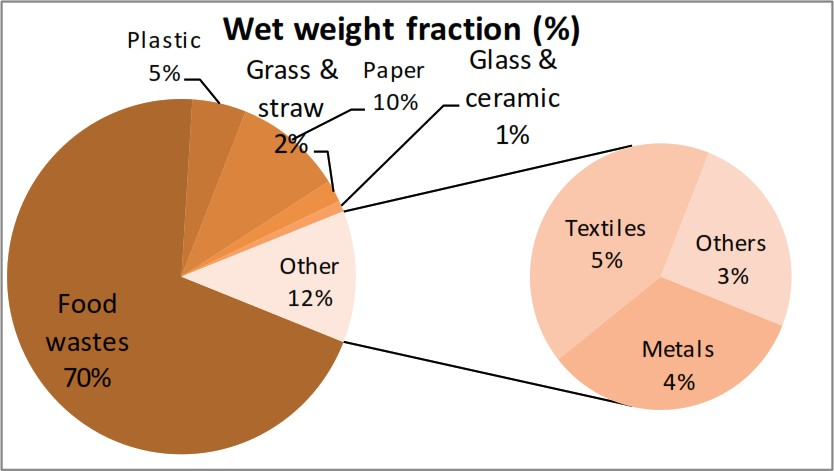 Wet weight fraction (%)
Plastic
5%
Grass &
straw
2%
Paper
10%
Glass &
ceramic
1%
Other
12%
Food
wastes
70%
Textiles
5%
Others
3%
Metals
4%